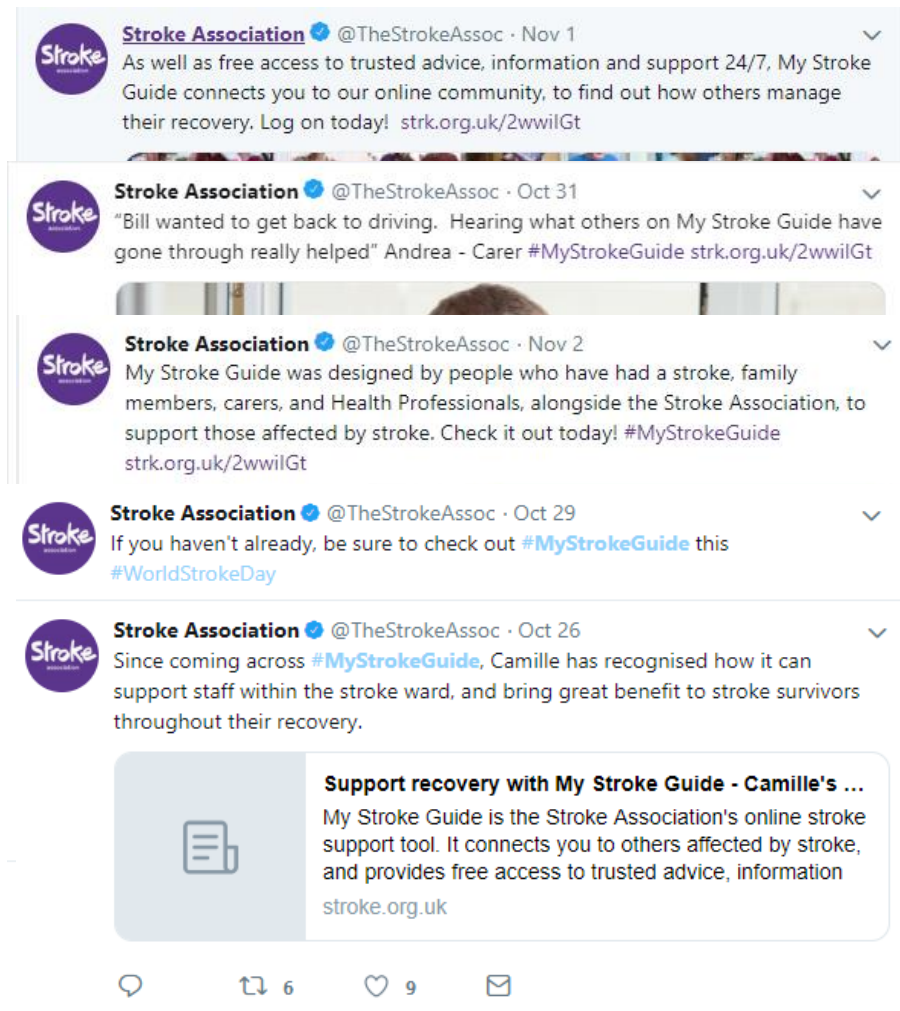 Stroke Association @TheStrokeAssoc · Nov 1
Stroke
association
As well as free access to trusted advice, information and support 24/7, My Stroke
Guide connects you to our online community, to find out how others manage
their recovery. Log on today!  strk.org.uk/2wwilGt
Stroke Association @TheStrokeAssoc · Oct 31
Stroke
association
“Bill wanted to get back to driving.  Hearing what others on My Stroke Guide have
gone through really helped” Andrea - Carer #MyStrokeGuide strk.org.uk/2wwilGt
Stroke Association @TheStrokeAssoc · Nov 2
Stroke
association
My Stroke Guide was designed by people who have had a stroke, family
members, carers, and Health Professionals, alongside the Stroke Association, to
support those affected by stroke. Check it out today! #MyStrokeGuide
strk.org.uk/2wwilGt
Stroke Association @TheStrokeAssoc · Oct 29
Stroke
association
If you haven't already, be sure to check out #MyStrokeGuide this
#WorldStrokeDay
Stroke Association @TheStrokeAssoc · Oct 26
Stroke
association
Since coming across #MyStrokeGuide, Camille has recognised how it can
support staff within the stroke ward, and bring great benefit to stroke survivors
throughout their recovery.
Support recovery with My Stroke Guide - Camille's ...
My Stroke Guide is the Stroke Association's online stroke
support tool. It connects you to others affected by stroke,
and provides free access to trusted advice, information
stroke.org.uk
6 9